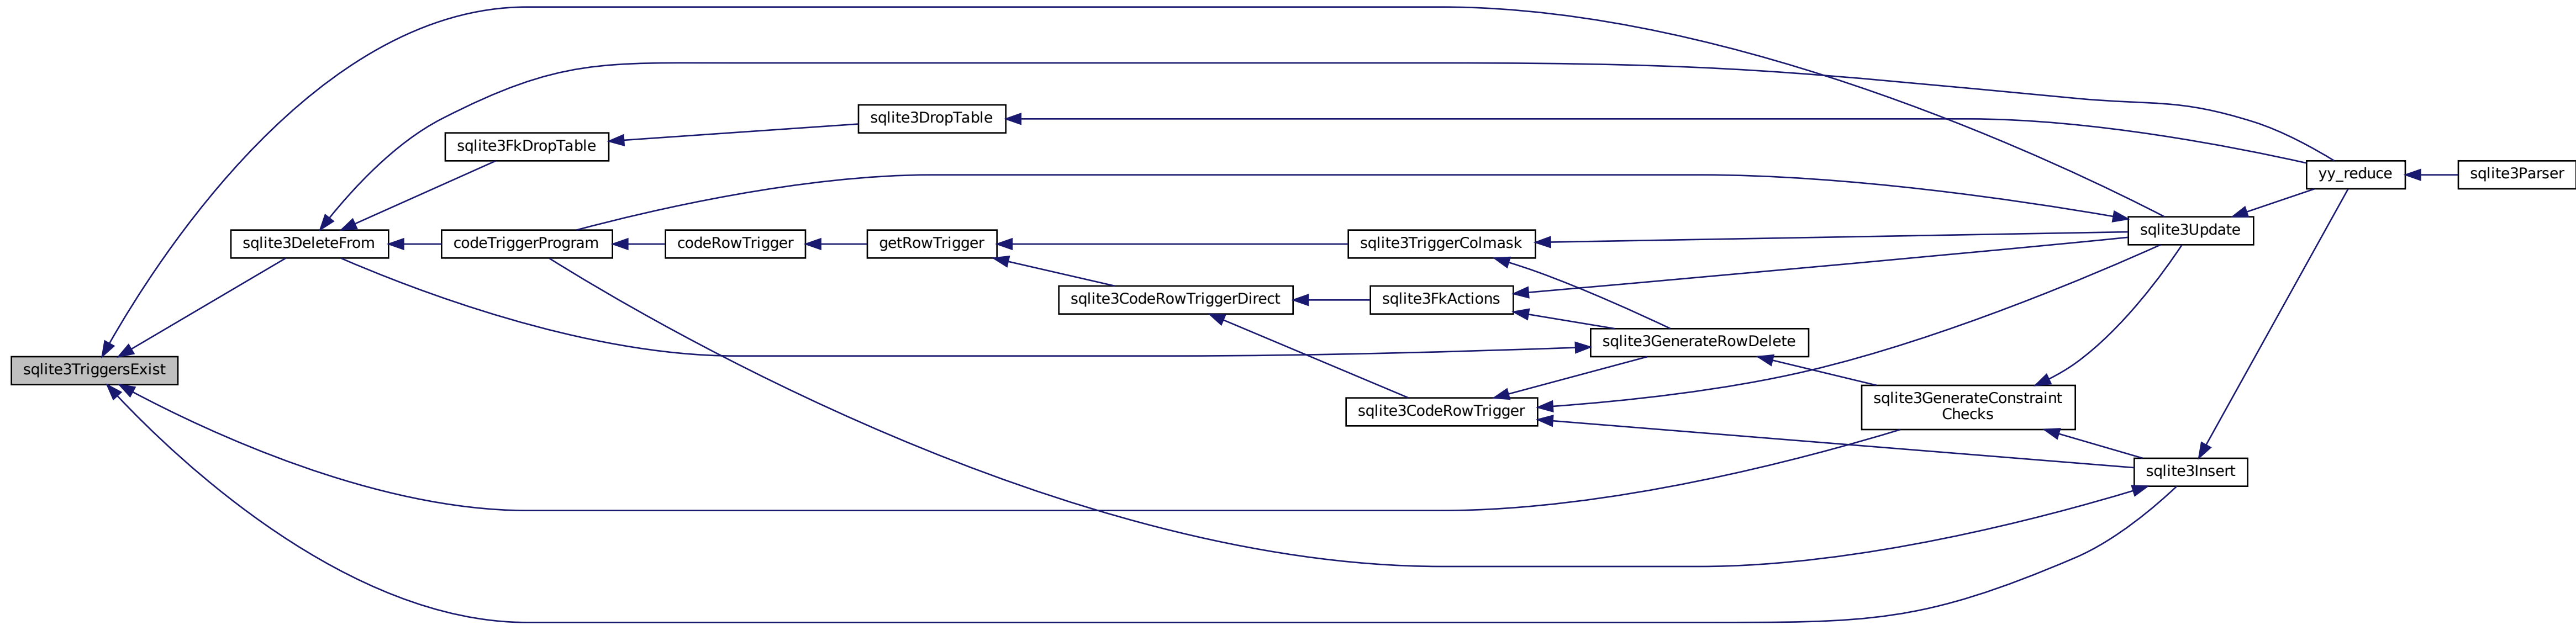 sqlite3DropTable
sqlite3FkDropTable
yy_reduce
sqlite3Parser
sqlite3Update
sqlite3DeleteFrom
codeTriggerProgram
codeRowTrigger
getRowTrigger
sqlite3TriggerColmask
sqlite3CodeRowTriggerDirect
sqlite3FkActions
sqlite3GenerateRowDelete
sqlite3TriggersExist
sqlite3GenerateConstraint
Checks
sqlite3CodeRowTrigger
sqlite3Insert